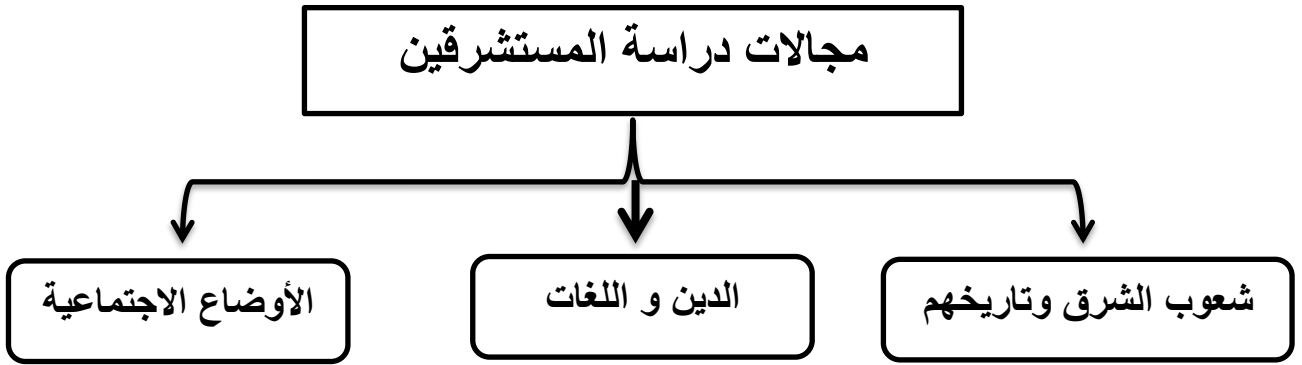 مجالات دراسة المستشرقين
شعوب الشرق وتاريخهم
الدين و اللغات
الأوضاع الاجتماعية